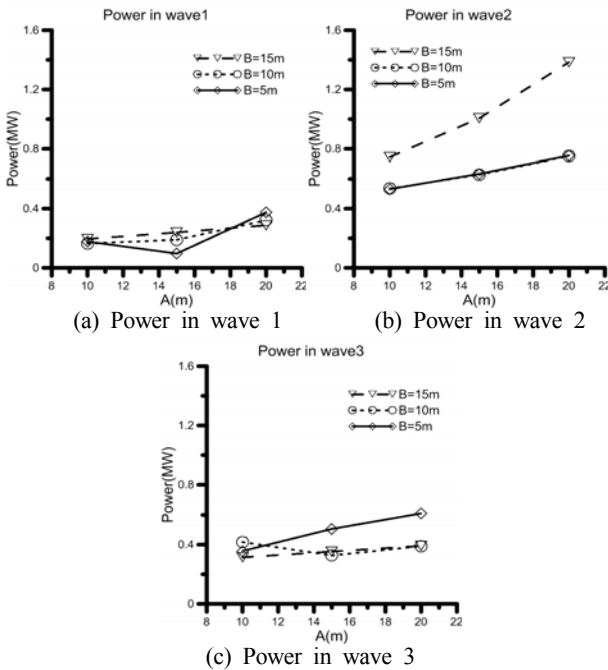 Power in wave1
1.6
1.2
0.8
0.4
0
Power(MW)
B=15m
B=10m
B=5m
8 10 12 14 16 18 20 22
A(m)
(a) Power in wave 1
Power in wave2
1.6
1.2
0.8
0.4
0
Power(MW)
B=15m
B=10m
B=5m
8 10 12 14 16 18 20 22
A(m)
(b) Power in wave 2
Power in wave3
1.6
1.2
0.8
0.4
0
Power(MW)
B=15m
B=10m
B=5m
8 10 12 14 16 18 20 22
A(m)
(c) Power in wave 3